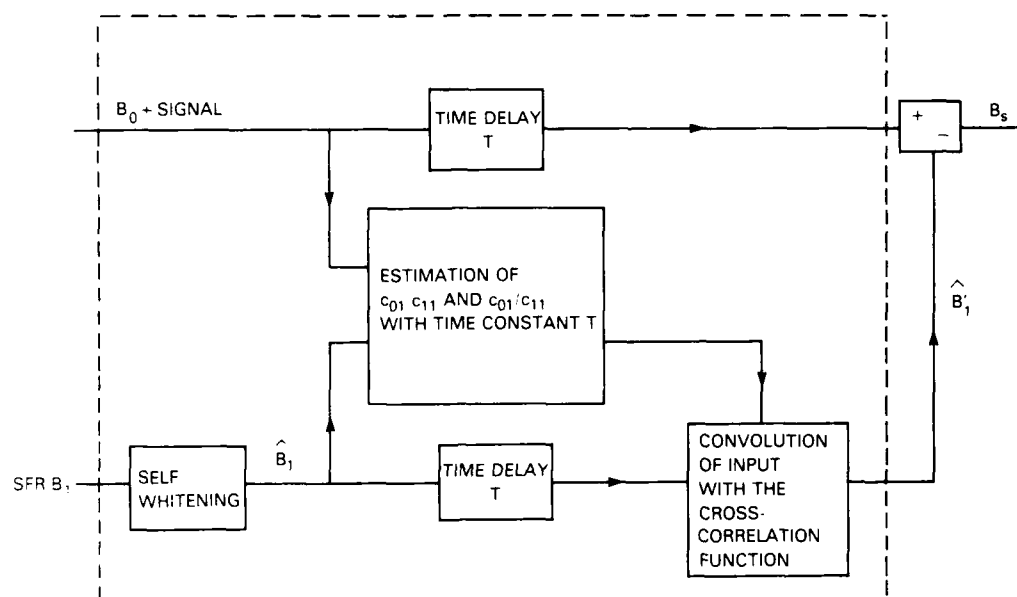 B₀ + SIGNAL
TIME DELAY
T
+
−
Bₛ
ESTIMATION OF
c₀₁ c₁₁ AND c₀₁/c₁₁
WITH TIME CONSTANT T
B̂′₁
SFR B₁
SELF
WHITENING
B̂₁
TIME DELAY
T
CONVOLUTION
OF INPUT
WITH THE
CROSS-
CORRELATION
FUNCTION